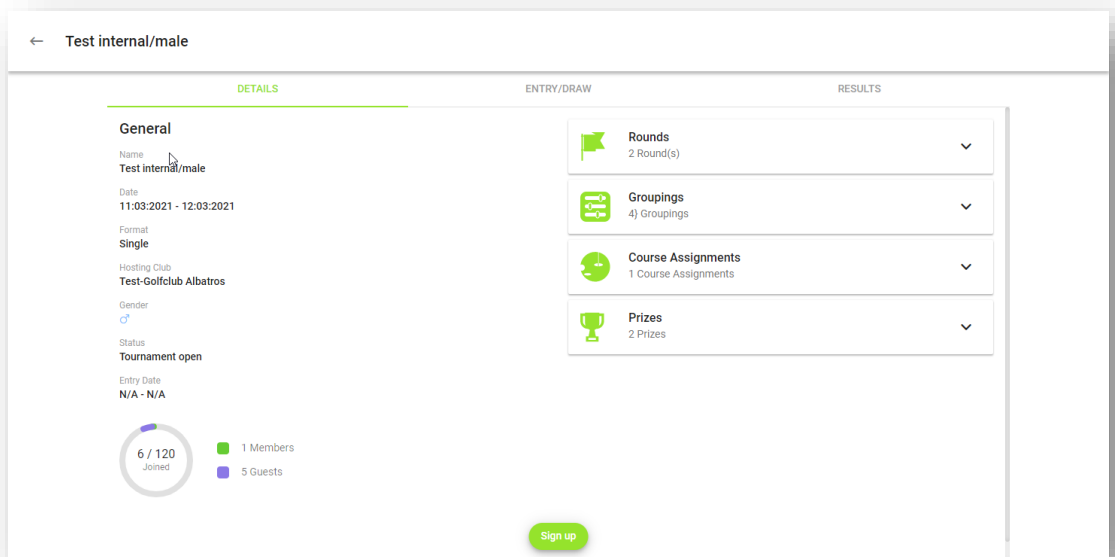 Test internal/male
DETAILS
ENTRY/DRAW
RESULTS
General
Name
Test internal/male
Date
11:03:2021 - 12:03:2021
Format
Single
Hosting Club
Test-Golfclub Albatros
Gender
Status
Tournament open
Entry Date
N/A - N/A
6 / 120
Joined
1 Members
5 Guests
Rounds
2 Round(s)
Groupings
4} Groupings
Course Assignments
1 Course Assignments
Prizes
2 Prizes
Sign up